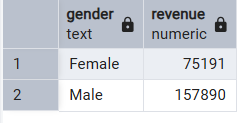 gender revenue
text numeric
1 Female 75191
2 Male 157890